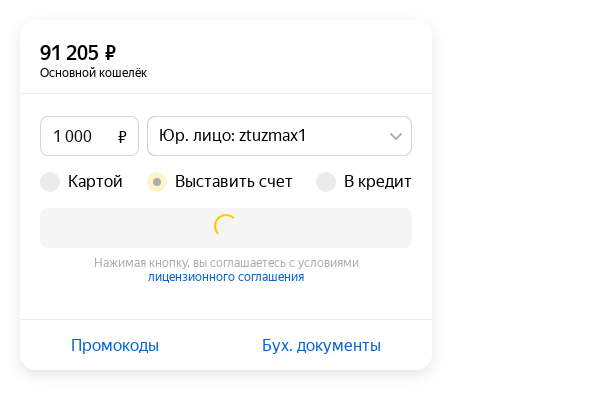 91 205 ₽
Основной кошелёк
1 000 ₽
Юр. лицо: ztuzmax1
Картой
Выставить счет
В кредит
Нажимая кнопку, вы соглашаетесь с условиями
лицензионного соглашения
Промокоды
Бух. документы